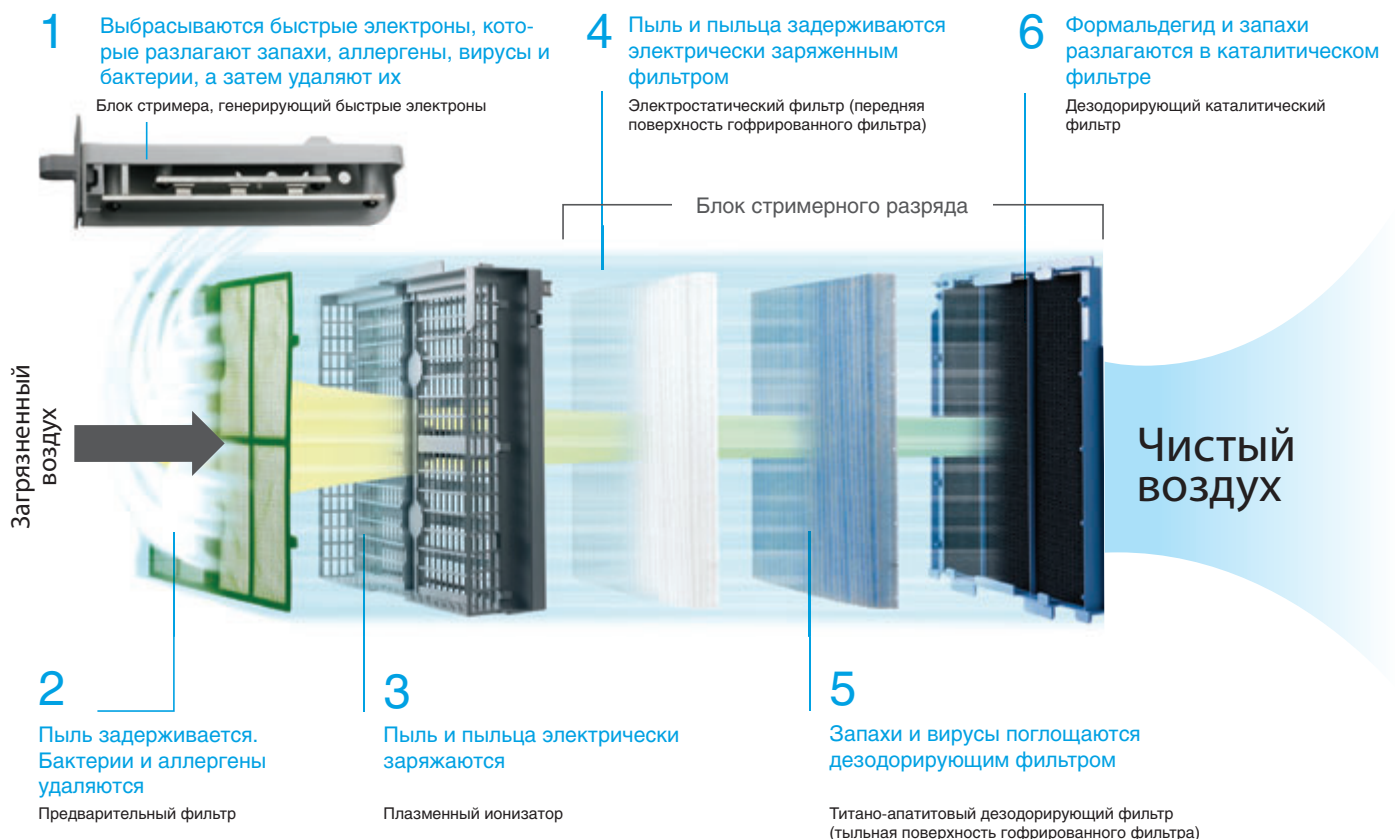 1
Выбрасываются быстрые электроны, кото-
рые разлагают запахи, аллергены, вирусы и
бактерии, а затем удаляют их
Блок стримера, генерирующий быстрые электроны
4
Пыль и пыльца задерживаются
электрически заряженным
фильтром
Электростатический фильтр (передняя
поверхность гофрированного фильтра)
6
Формальдегид и запахи
разлагаются в каталитическом
фильтре
Дезодорирующий каталитический
фильтр
Блок стримерного разряда
Загрязненный
воздух
Чистый
воздух
2
Пыль задерживается.
Бактерии и аллергены
удаляются
Предварительный фильтр
3
Пыль и пыльца электрически
заряжаются
Плазменный ионизатор
5
Запахи и вирусы поглощаются
дезодорирующим фильтром
Титано-апатитовый дезодорирующий фильтр
(тыльная поверхность гофрированного фильтра)